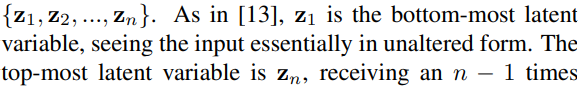 {z₁, z₂, ..., zₙ}. As in [13], z₁ is the bottom-most latent
variable, seeing the input essentially in unaltered form. The
top-most latent variable is zₙ, receiving an n − 1 times